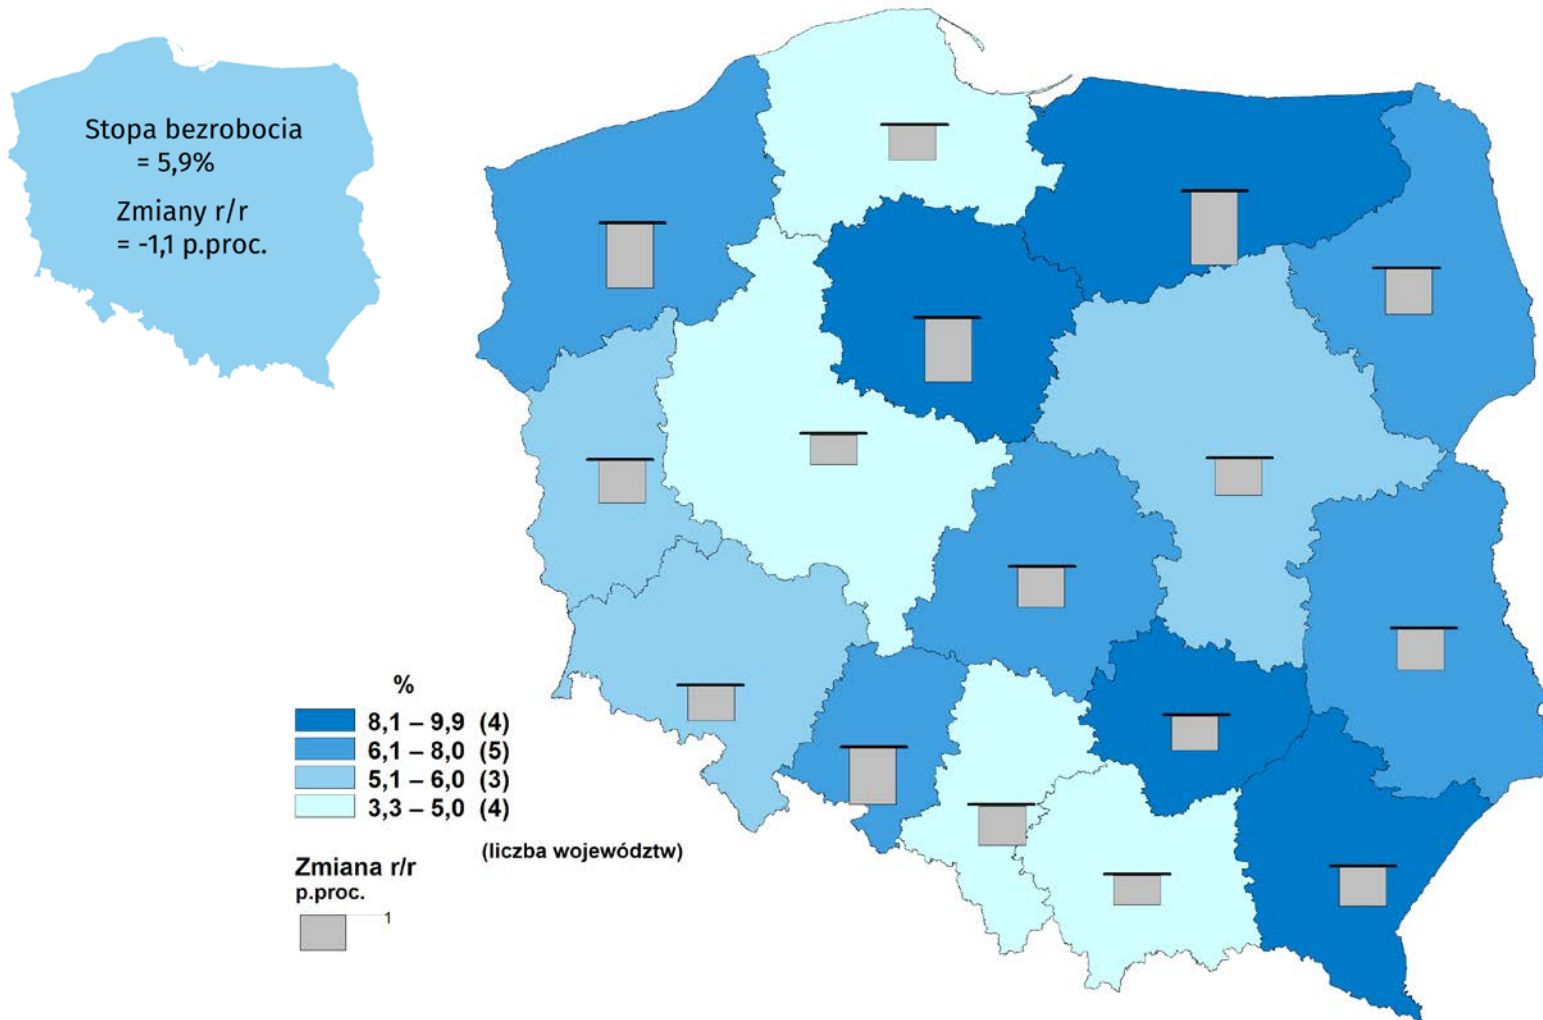 Stopa bezrobocia
= 5,9%
Zmiany r/r
= -1,1 p.proc.
%
8,1 – 9,9 (4)
6,1 – 8,0 (5)
5,1 – 6,0 (3)
3,3 – 5,0 (4)
(liczba województw)
Zmiana r/r
p.proc.
1